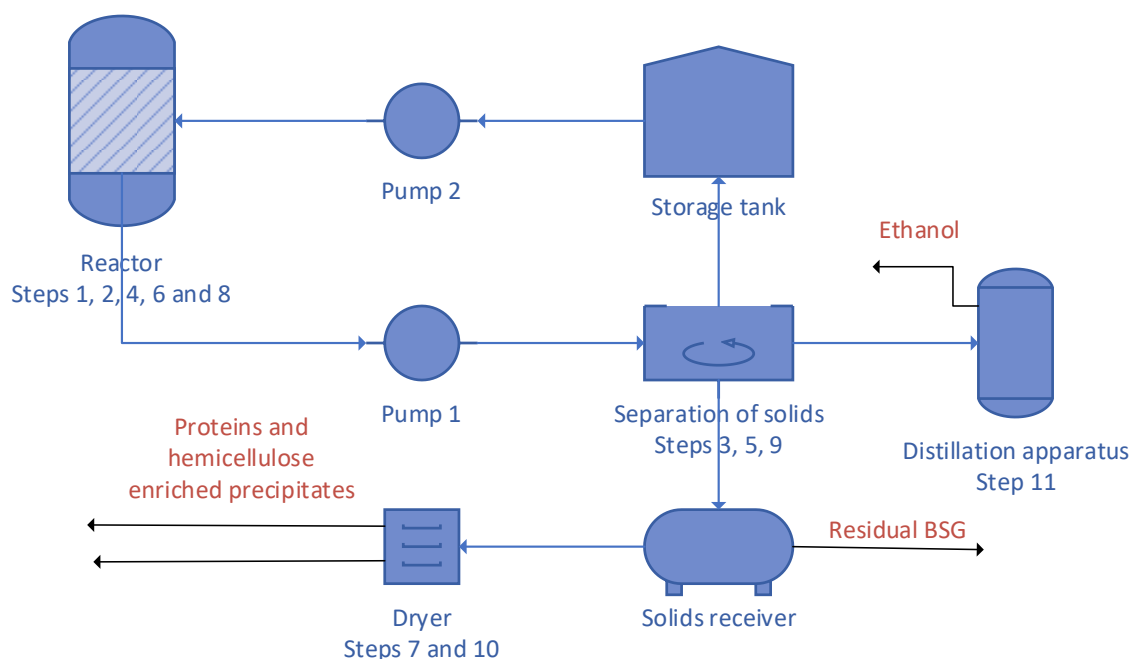 Pump 2
Storage tank
Ethanol
Reactor
Steps 1, 2, 4, 6 and 8
Pump 1
Separation of solids
Steps 3, 5, 9
Distillation apparatus
Step 11
Proteins and
hemicellulose
enriched precipitates
Residual BSG
Dryer
Steps 7 and 10
Solids receiver